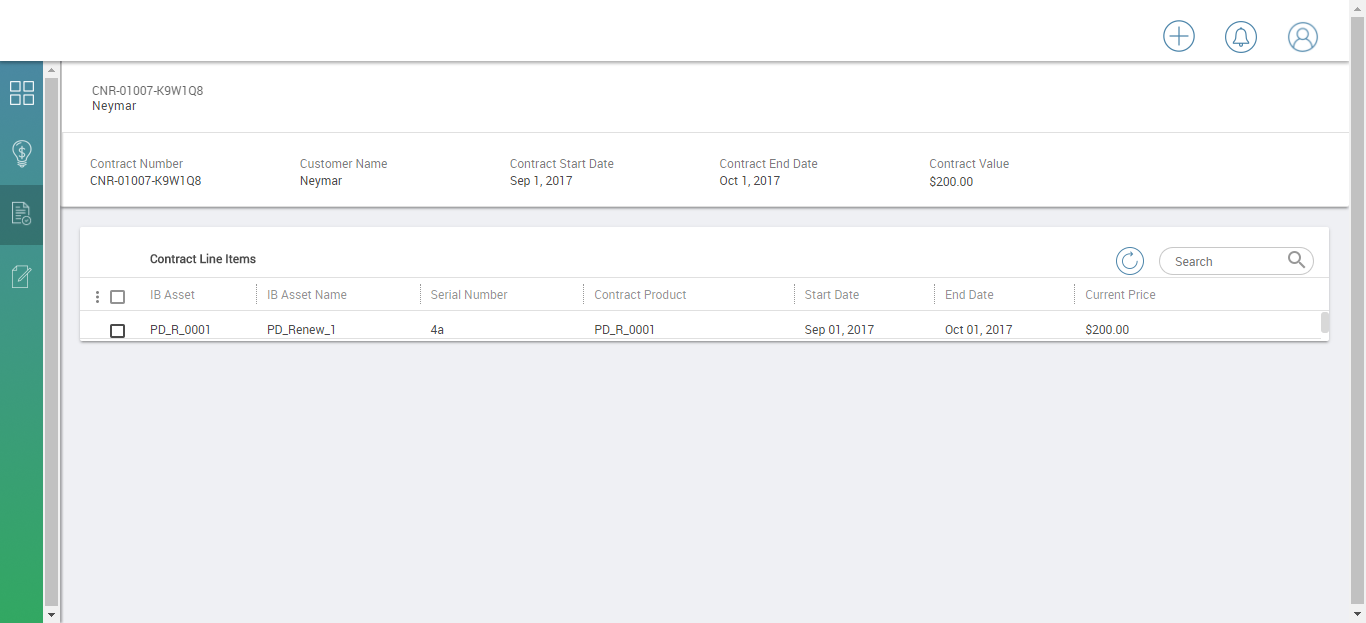 CNR-01007-K9W1Q8
Neymar
Contract Number Customer Name Contract Start Date Contract End Date Contract Value
CNR-01007-K9W1Q8 Neymar Sep 1, 2017 Oct 1, 2017 $200.00
Contract Line Items Search
IB Asset IB Asset Name Serial Number Contract Product Start Date End Date Current Price
PD_R_0001 PD_Renew_1 4a PD_R_0001 Sep 01, 2017 Oct 01, 2017 $200.00